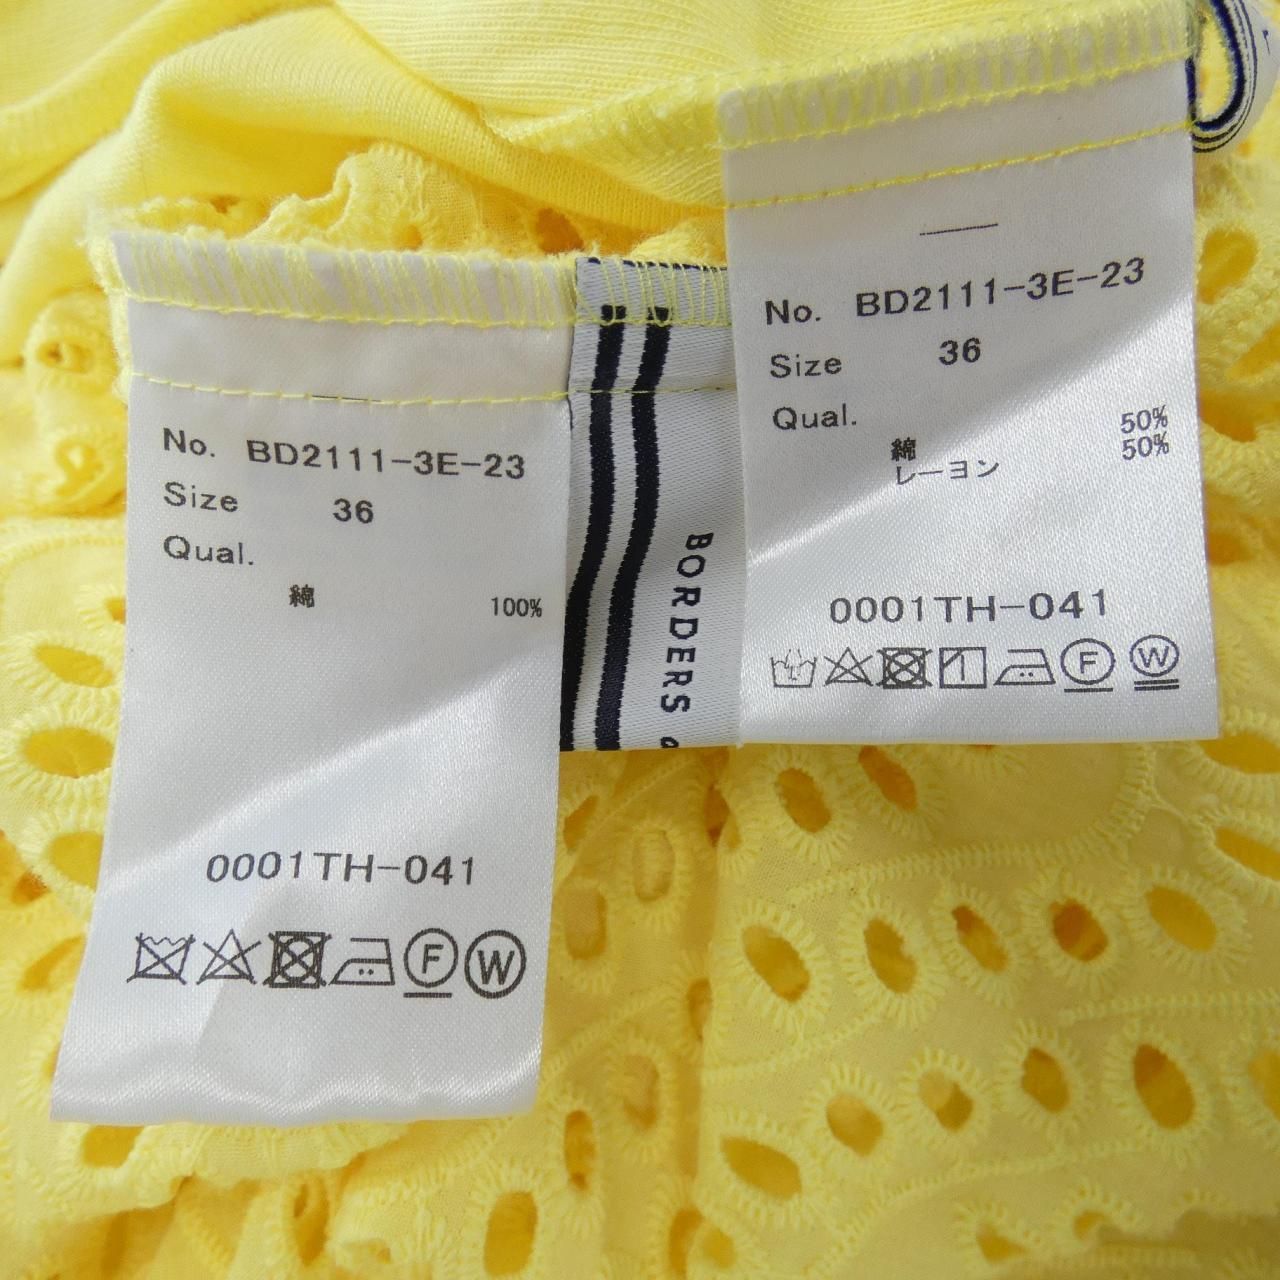 No. BD2111-3E-23
Size 36
Qual.
綿 100%
0001TH-041
F W
BORDERS
No. BD2111-3E-23
Size 36
Qual.
綿 50%
レーヨン 50%
0001TH-041
1 F W